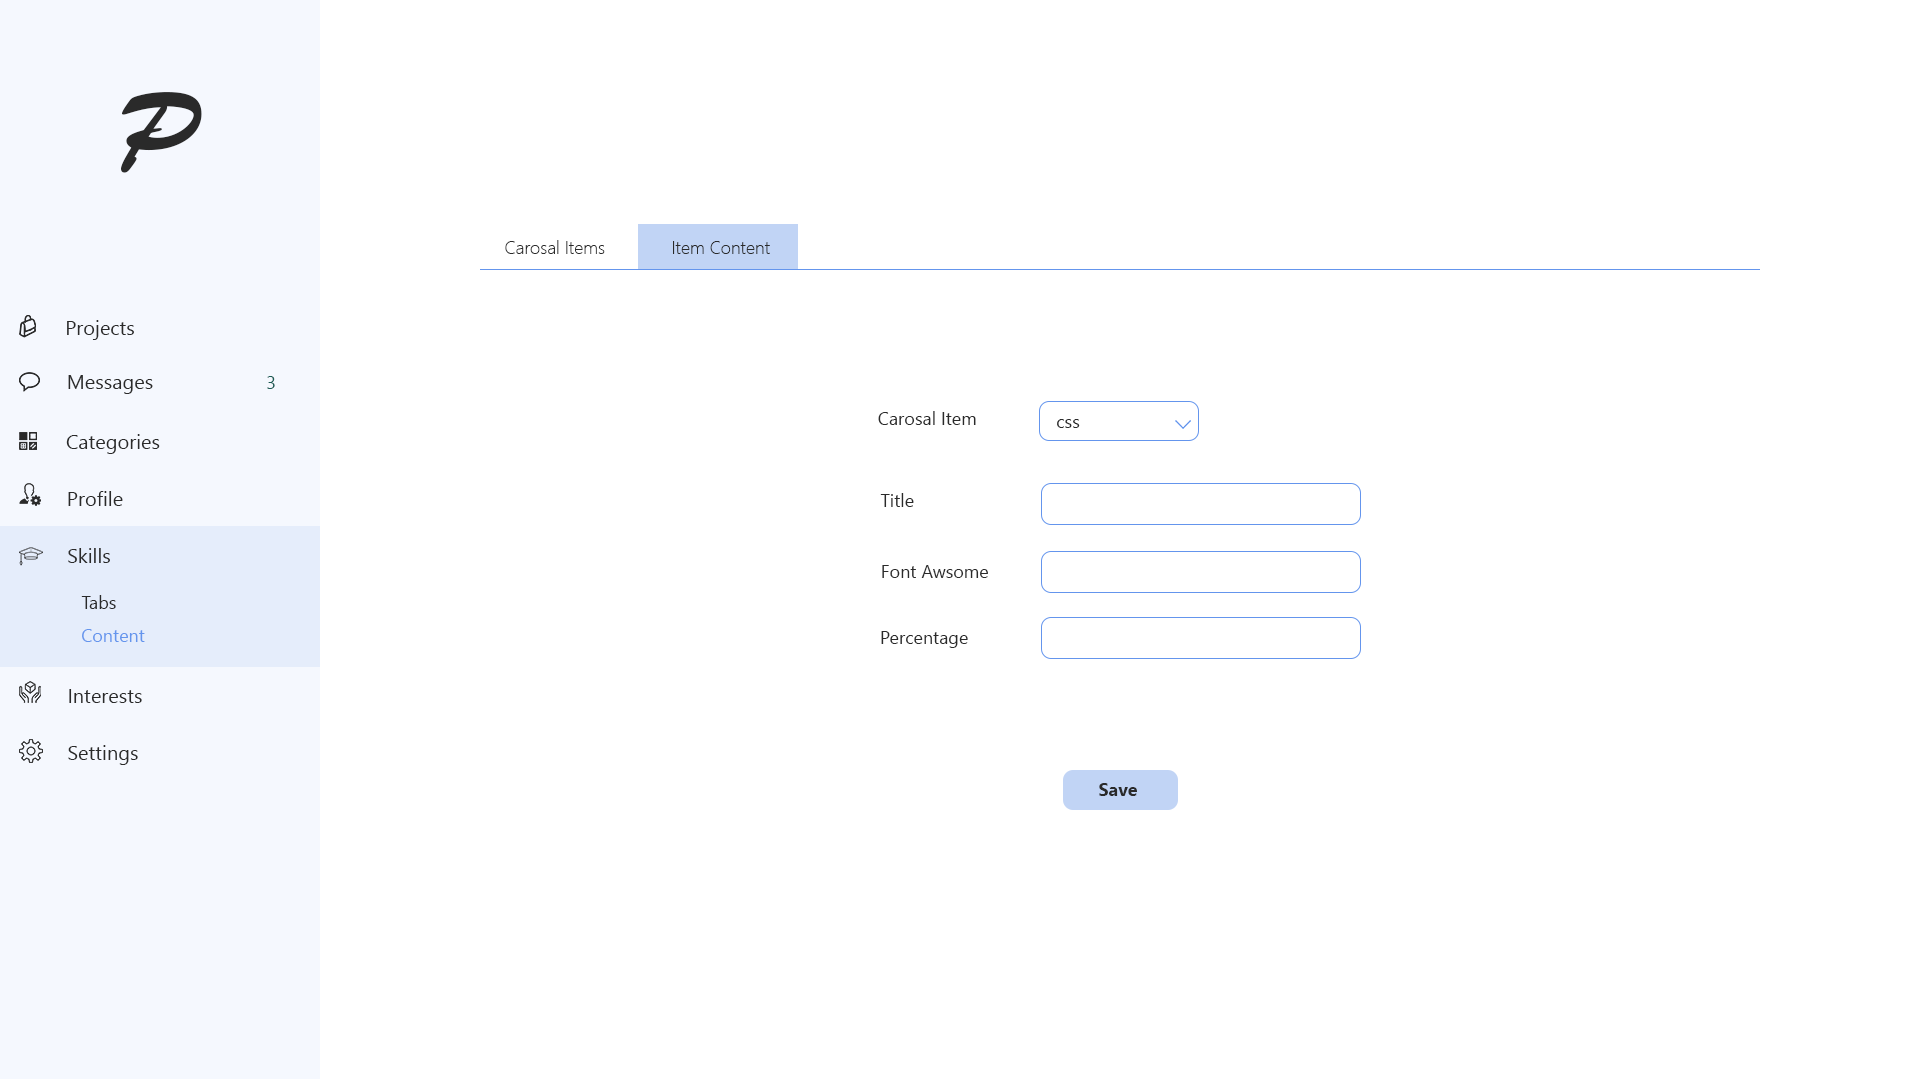 P
Projects
Messages 3
Categories
Profile
Skills
Tabs
Content
Interests
Settings
Carosal Items Item Content
Carosal Item css
Title
Font Awsome
Percentage
Save